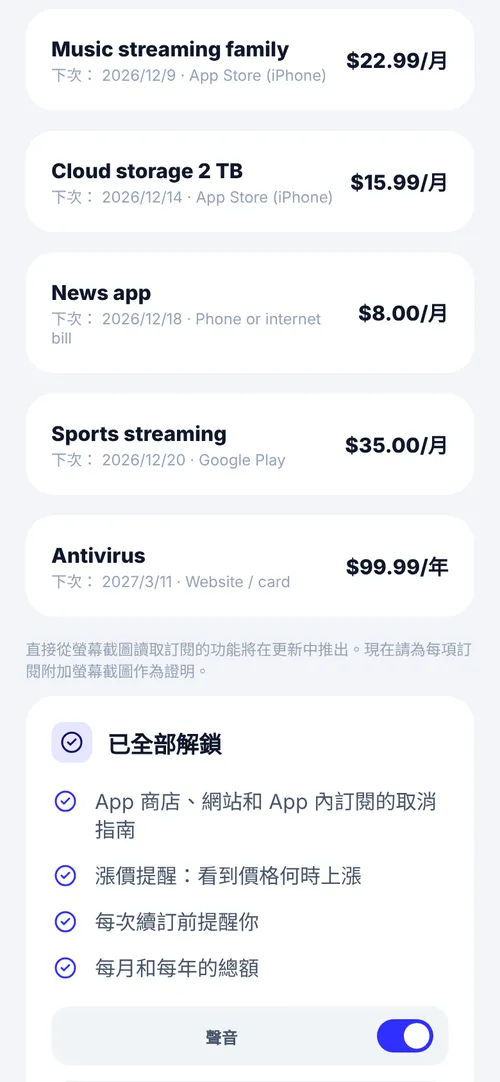 Music streaming family
$22.99/月
下次： 2026/12/9 · App Store (iPhone)
Cloud storage 2 TB
$15.99/月
下次： 2026/12/14 · App Store (iPhone)
News app
$8.00/月
下次： 2026/12/18 · Phone or internet
bill
Sports streaming
$35.00/月
下次： 2026/12/20 · Google Play
Antivirus
$99.99/年
下次： 2027/3/11 · Website / card
直接從螢幕截圖讀取訂閱的功能將在更新中推出。現在請為每項訂
閱附加螢幕截圖作為證明。
已全部解鎖
App 商店、網站和 App 內訂閱的取消
指南
漲價提醒：看到價格何時上漲
每次續訂前提醒你
每月和每年的總額
聲音